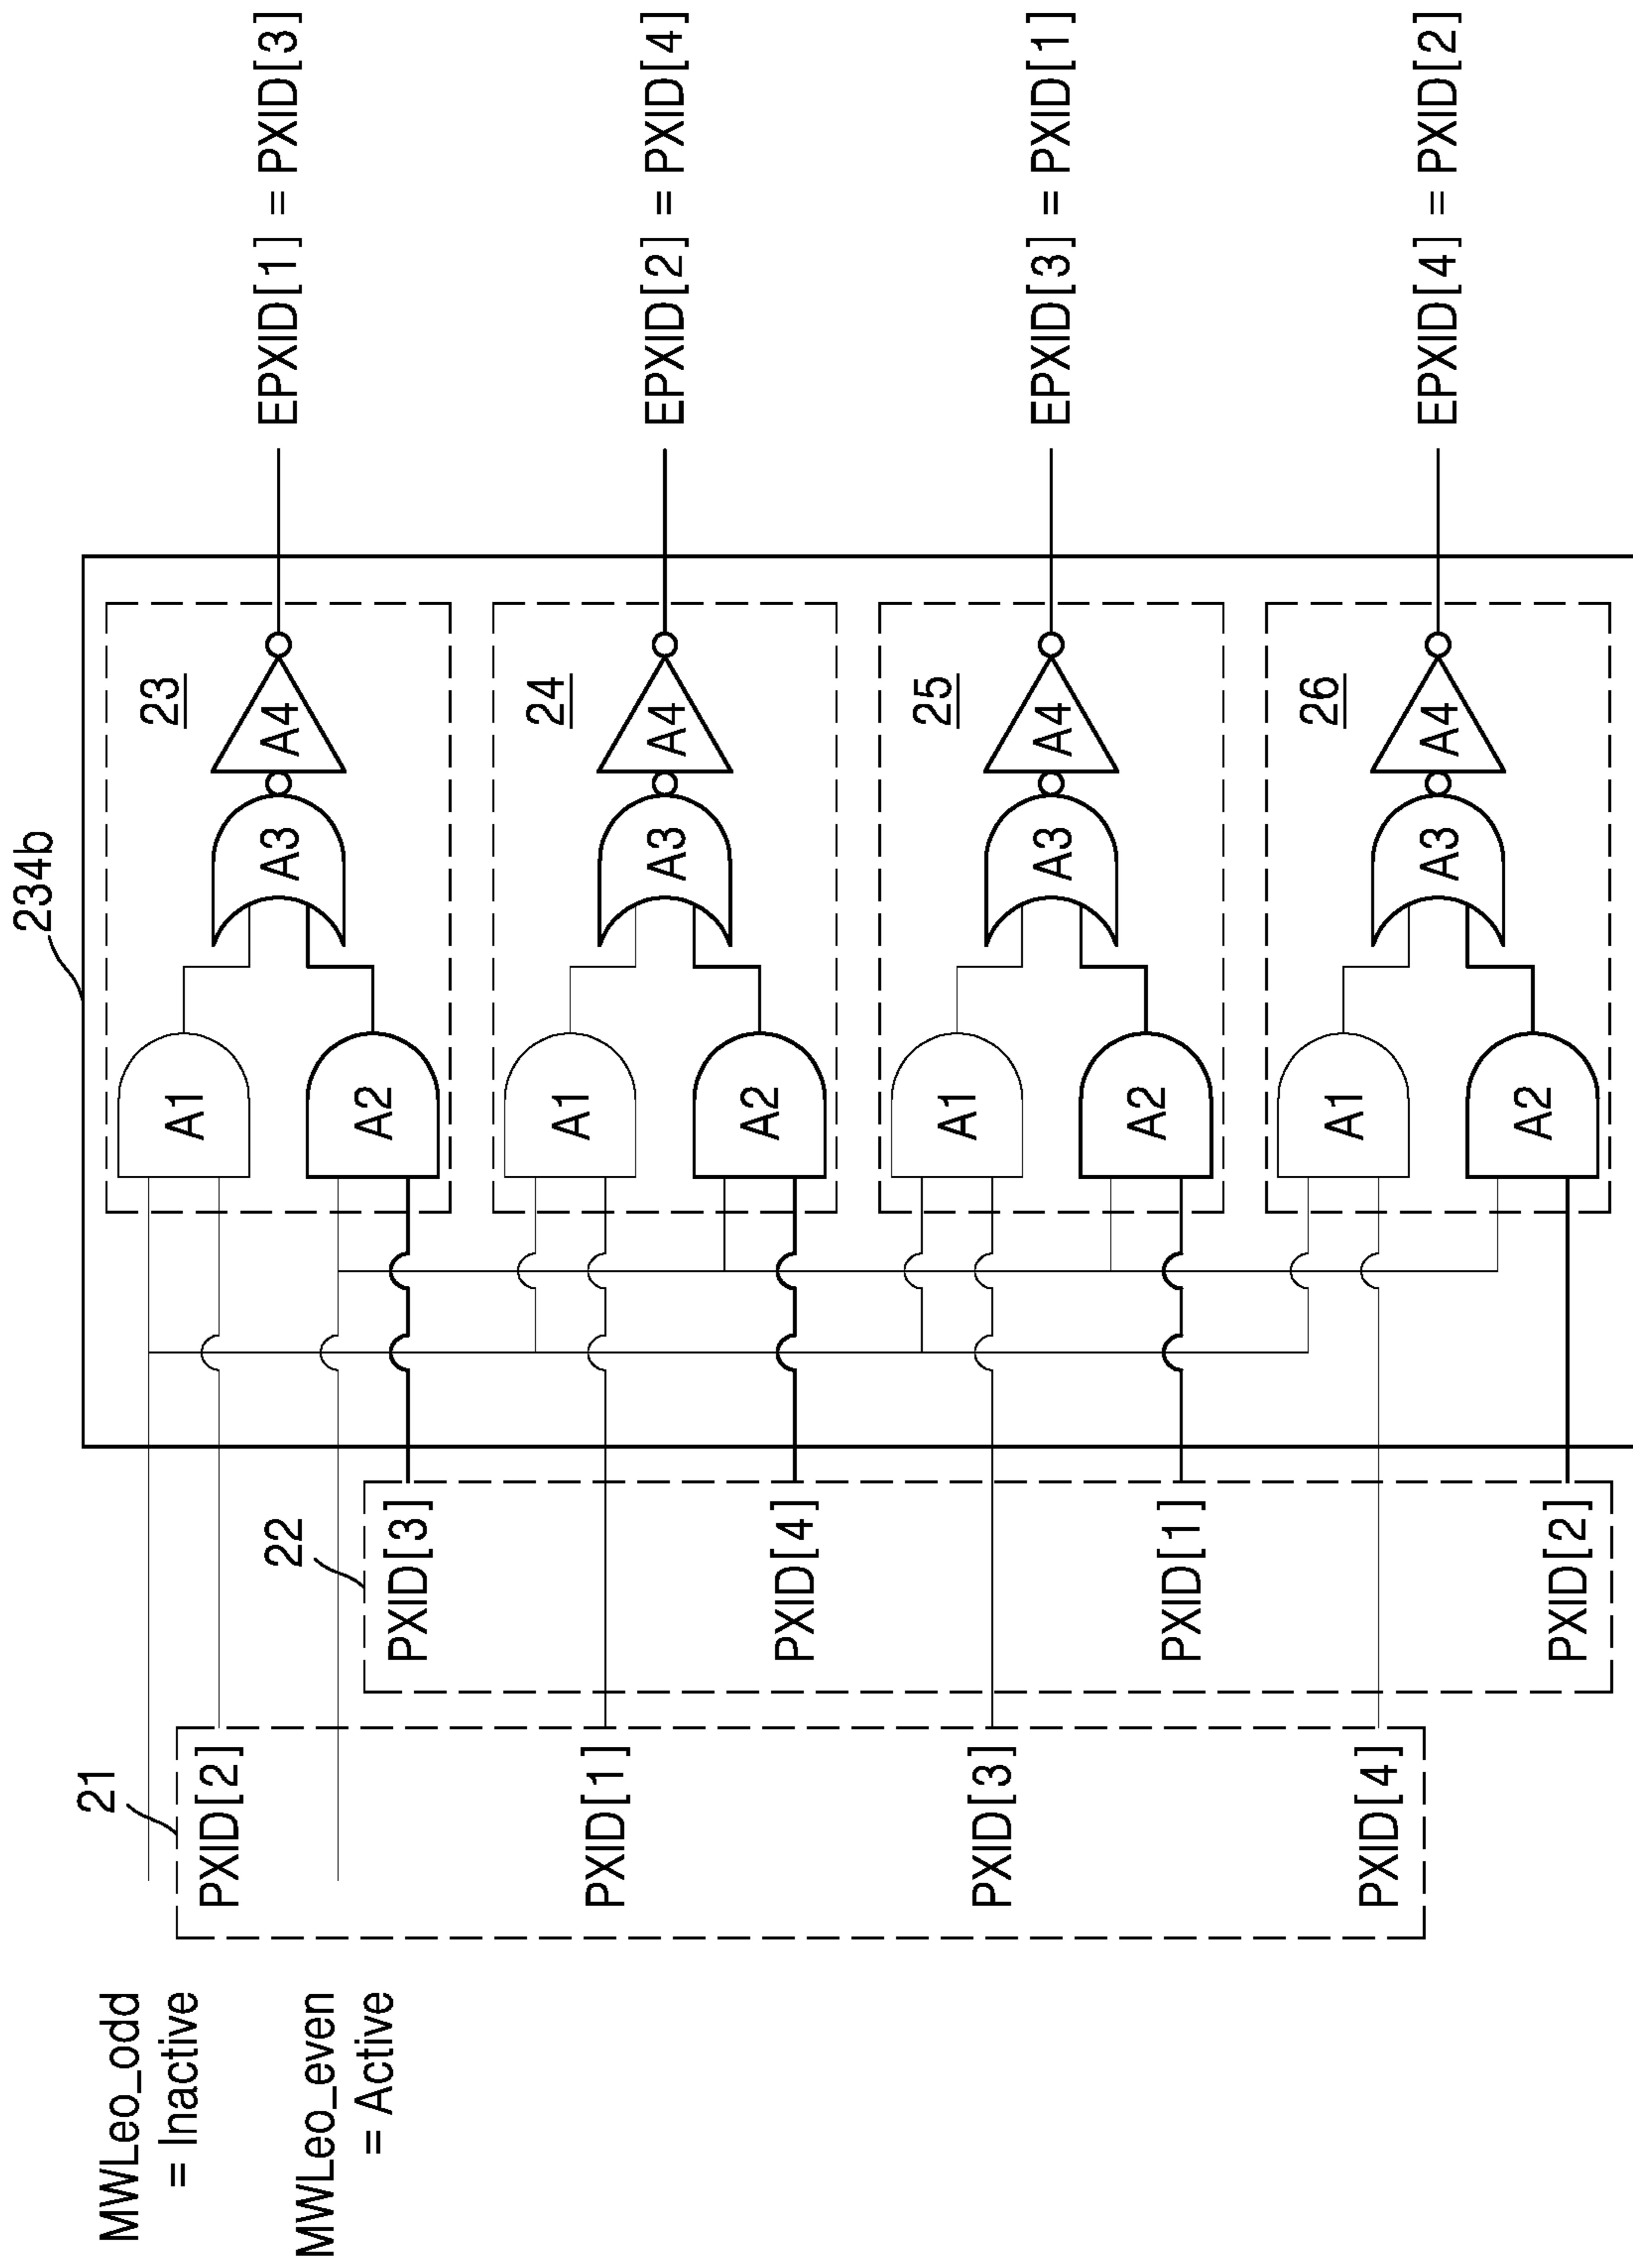 234b
MWLeo_odd
= Inactive
MWLeo_even
= Active
21
22
PXID[2]
PXID[1]
PXID[3]
PXID[4]
PXID[3]
PXID[4]
PXID[1]
PXID[2]
23
A1
A2
A3
A4
EPXID[1] = PXID[3]
24
A1
A2
A3
A4
EPXID[2] = PXID[4]
25
A1
A2
A3
A4
EPXID[3] = PXID[1]
26
A1
A2
A3
A4
EPXID[4] = PXID[2]